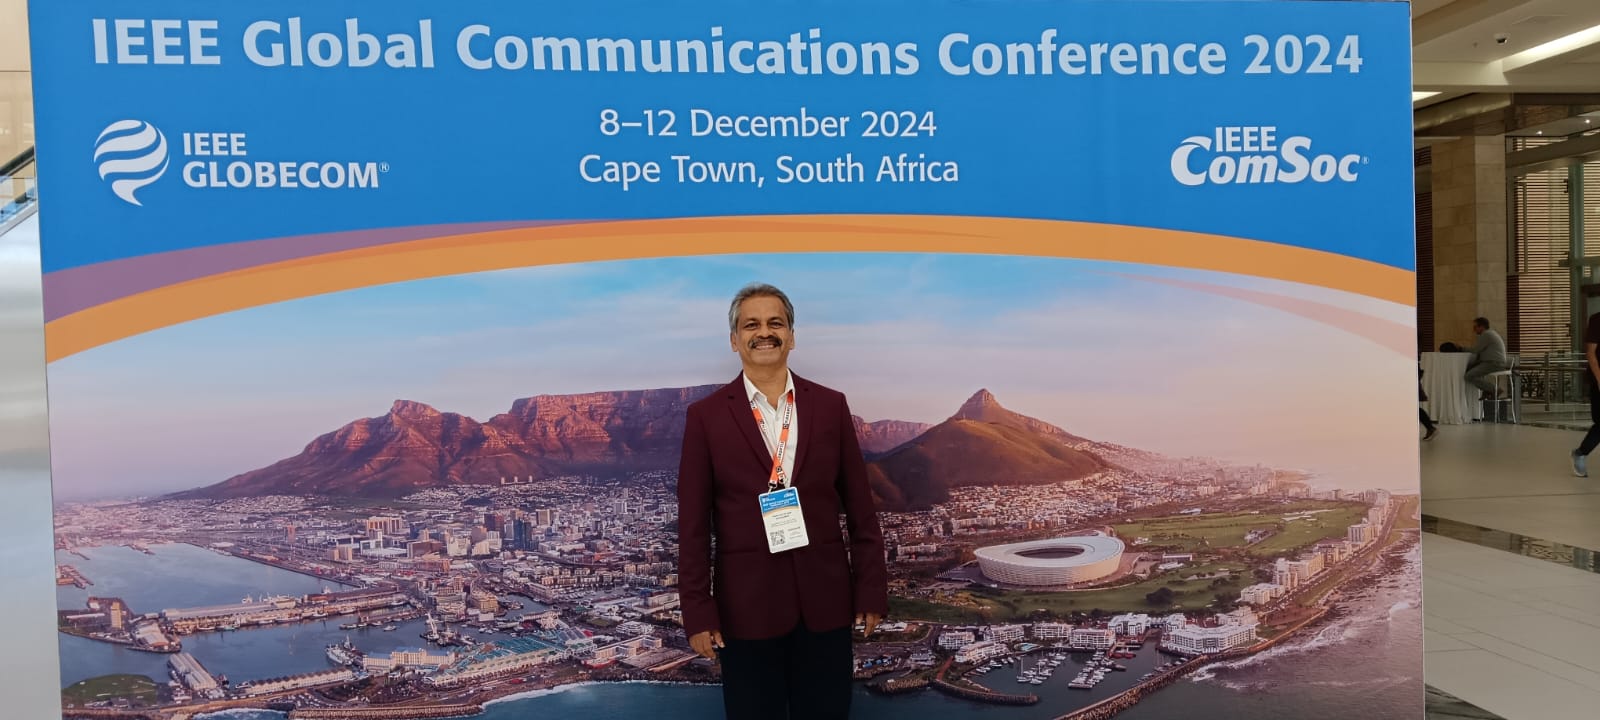 IEEE Global Communications Conference 2024
8–12 December 2024
Cape Town, South Africa
IEEE
GLOBECOM®
IEEE
ComSoc®